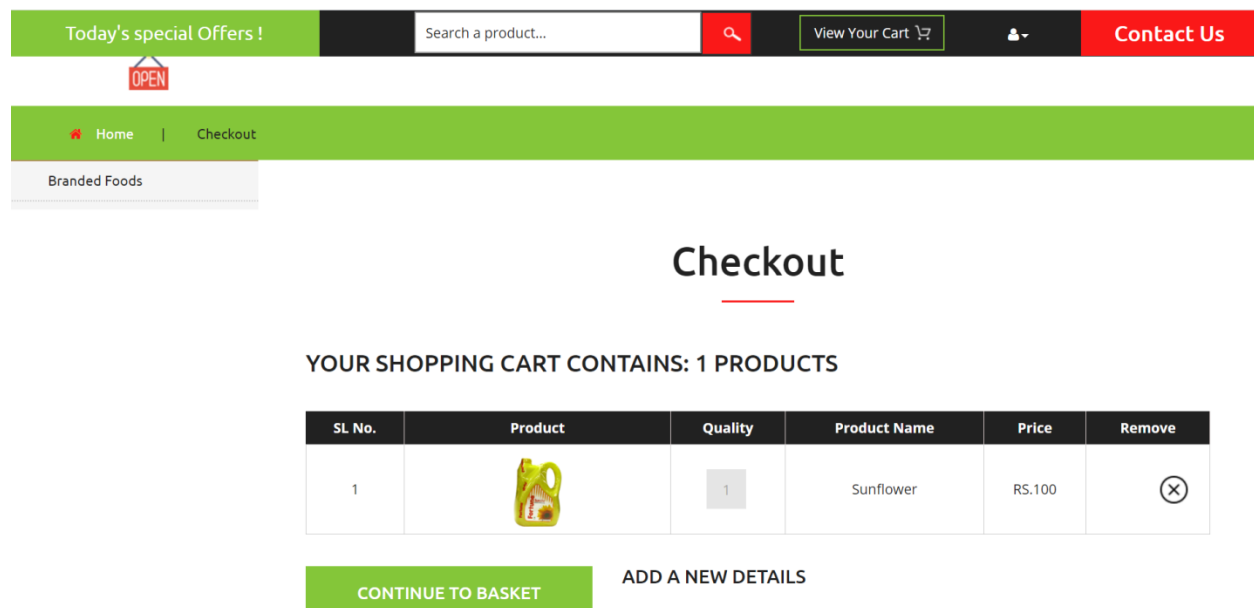 Today's special Offers !
Search a product...
View Your Cart
Contact Us
OPEN
Home | Checkout
Branded Foods
Checkout
YOUR SHOPPING CART CONTAINS: 1 PRODUCTS
SL No. Product Quality Product Name Price Remove
1 Fortune 1 Sunflower RS.100
CONTINUE TO BASKET
ADD A NEW DETAILS